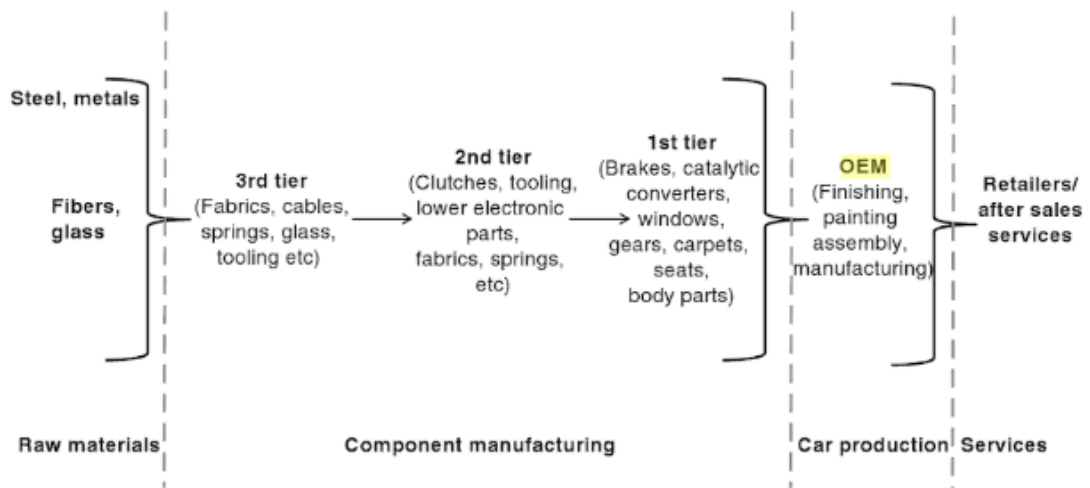 Steel, metals
Fibers,
glass
3rd tier
(Fabrics, cables,
springs, glass,
tooling etc)
2nd tier
(Clutches, tooling,
lower electronic
parts,
fabrics, springs,
etc)
1st tier
(Brakes, catalytic
converters,
windows,
gears, carpets,
seats,
body parts)
OEM
(Finishing,
painting
assembly,
manufacturing)
Retailers/
after sales
services
Raw materials
Component manufacturing
Car production
Services